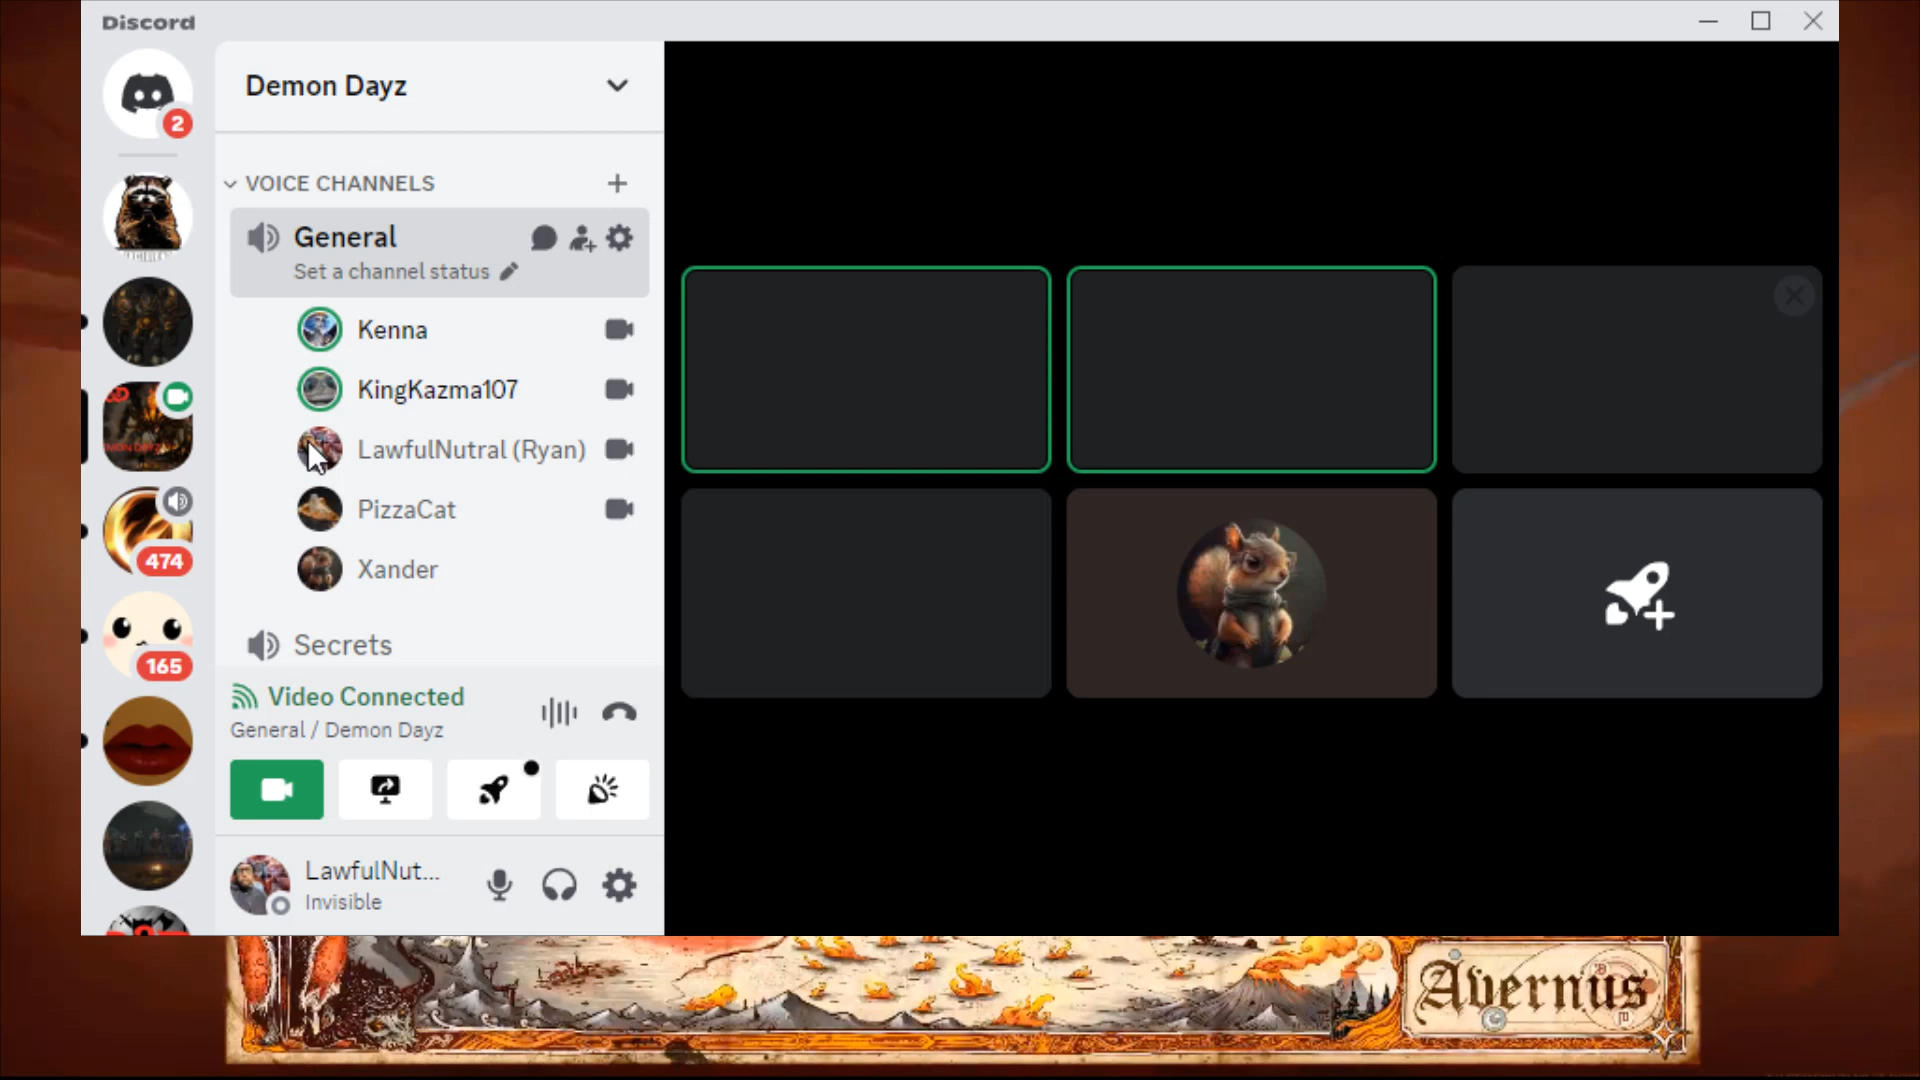 Discord
2
Demon Dayz
VOICE CHANNELS
General
Set a channel status
Kenna
KingKazma107
LawfulNutral (Ryan)
PizzaCat
474
Xander
165
Secrets
Video Connected
General / Demon Dayz
LawfulNut...
Invisible
Avernus